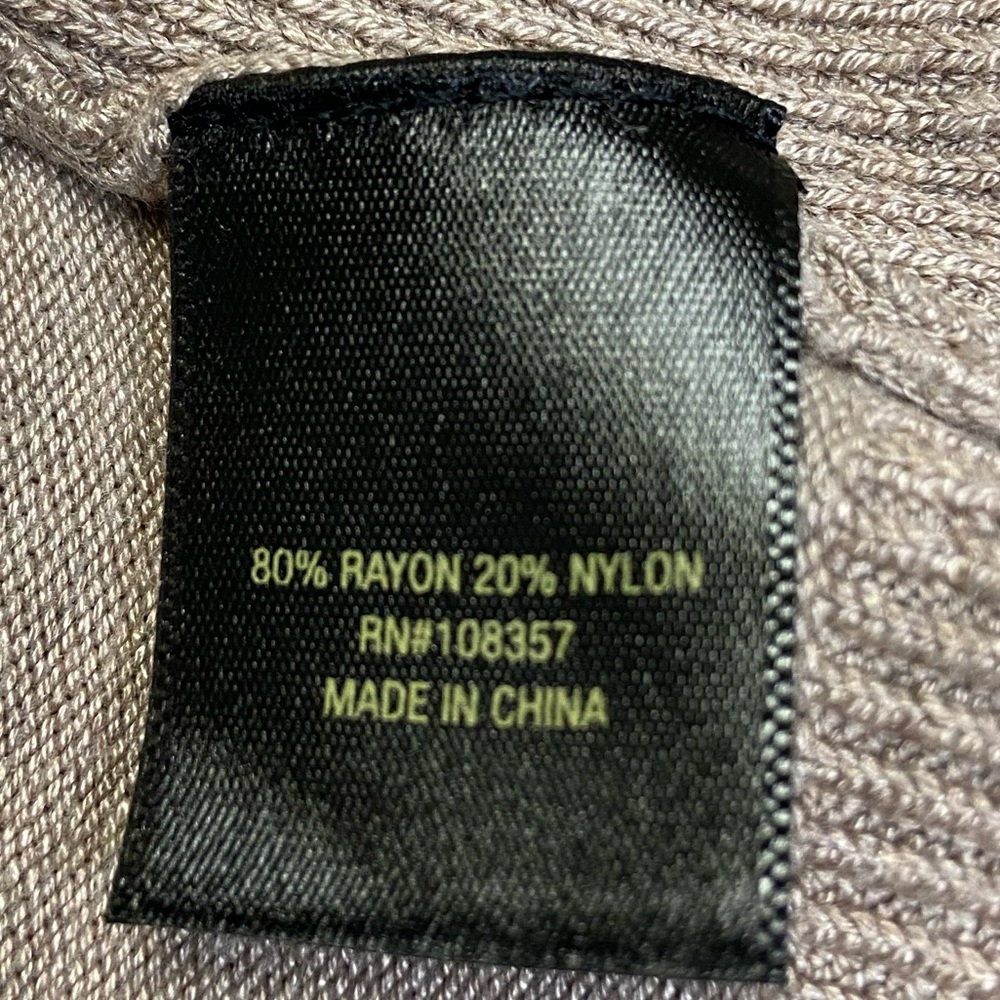 80% RAYON 20% NYLON
RN#108357
MADE IN CHINA